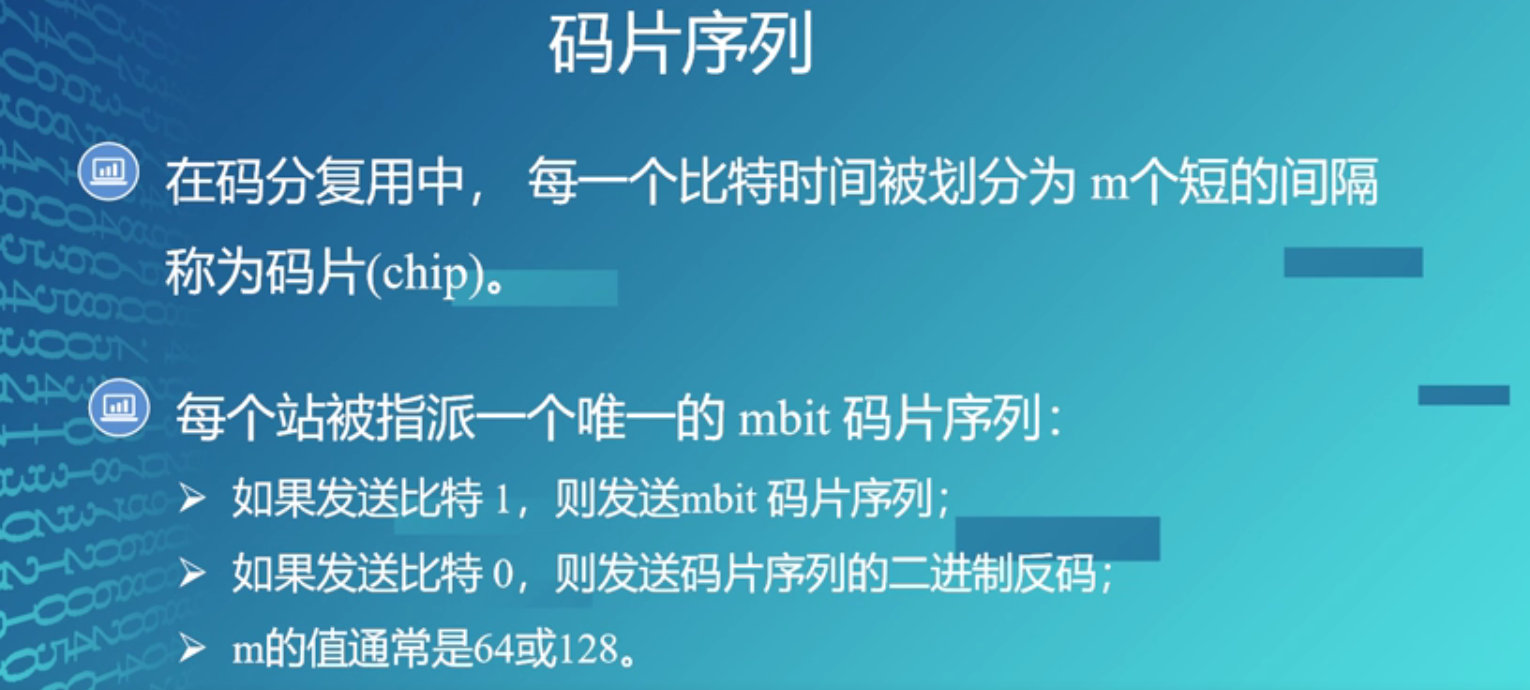 码片序列
在码分复用中， 每一个比特时间被划分为 m个短的间隔
称为码片(chip)。
每个站被指派一个唯一的 mbit 码片序列：
➢ 如果发送比特 1，则发送mbit 码片序列；
➢ 如果发送比特 0，则发送码片序列的二进制反码；
➢ m的值通常是64或128。